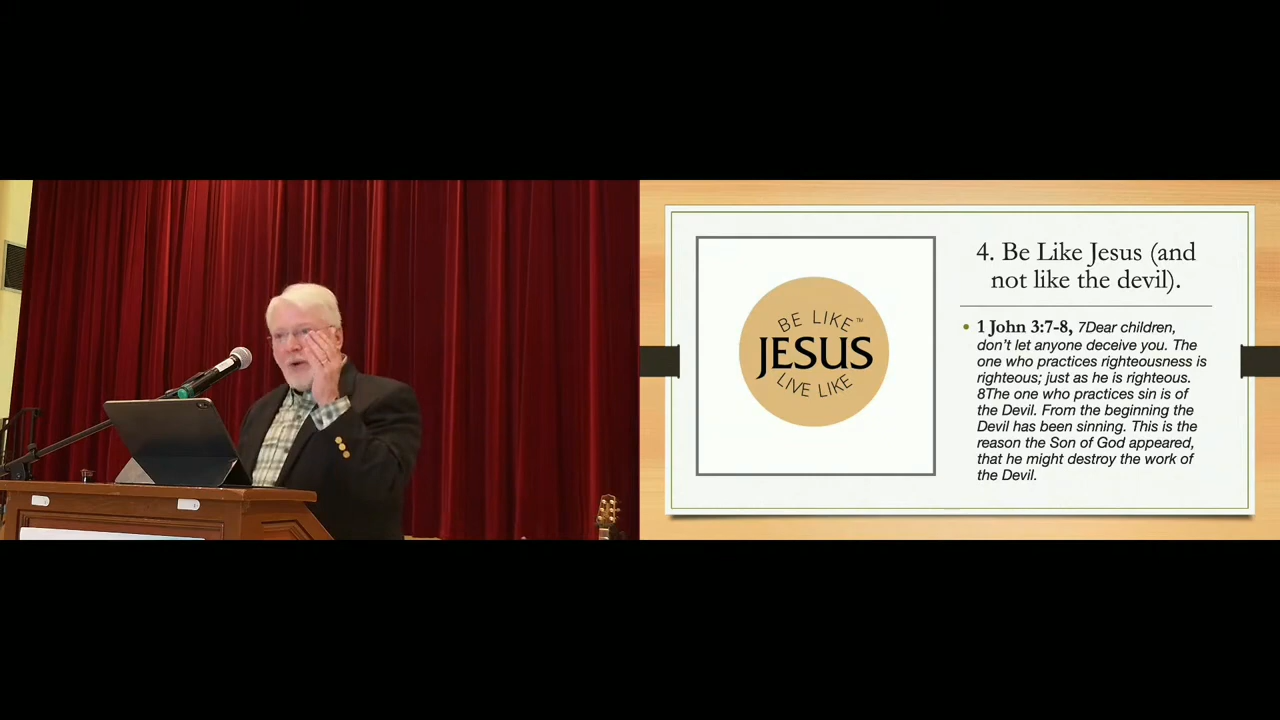 BE LIKE™
JESUS
LIVE LIKE
4. Be Like Jesus (and
not like the devil).
• 1 John 3:7-8, 7Dear children,
don’t let anyone deceive you. The
one who practices righteousness is
righteous; just as he is righteous.
8The one who practices sin is of
the Devil. From the beginning the
Devil has been sinning. This is the
reason the Son of God appeared,
that he might destroy the work of
the Devil.